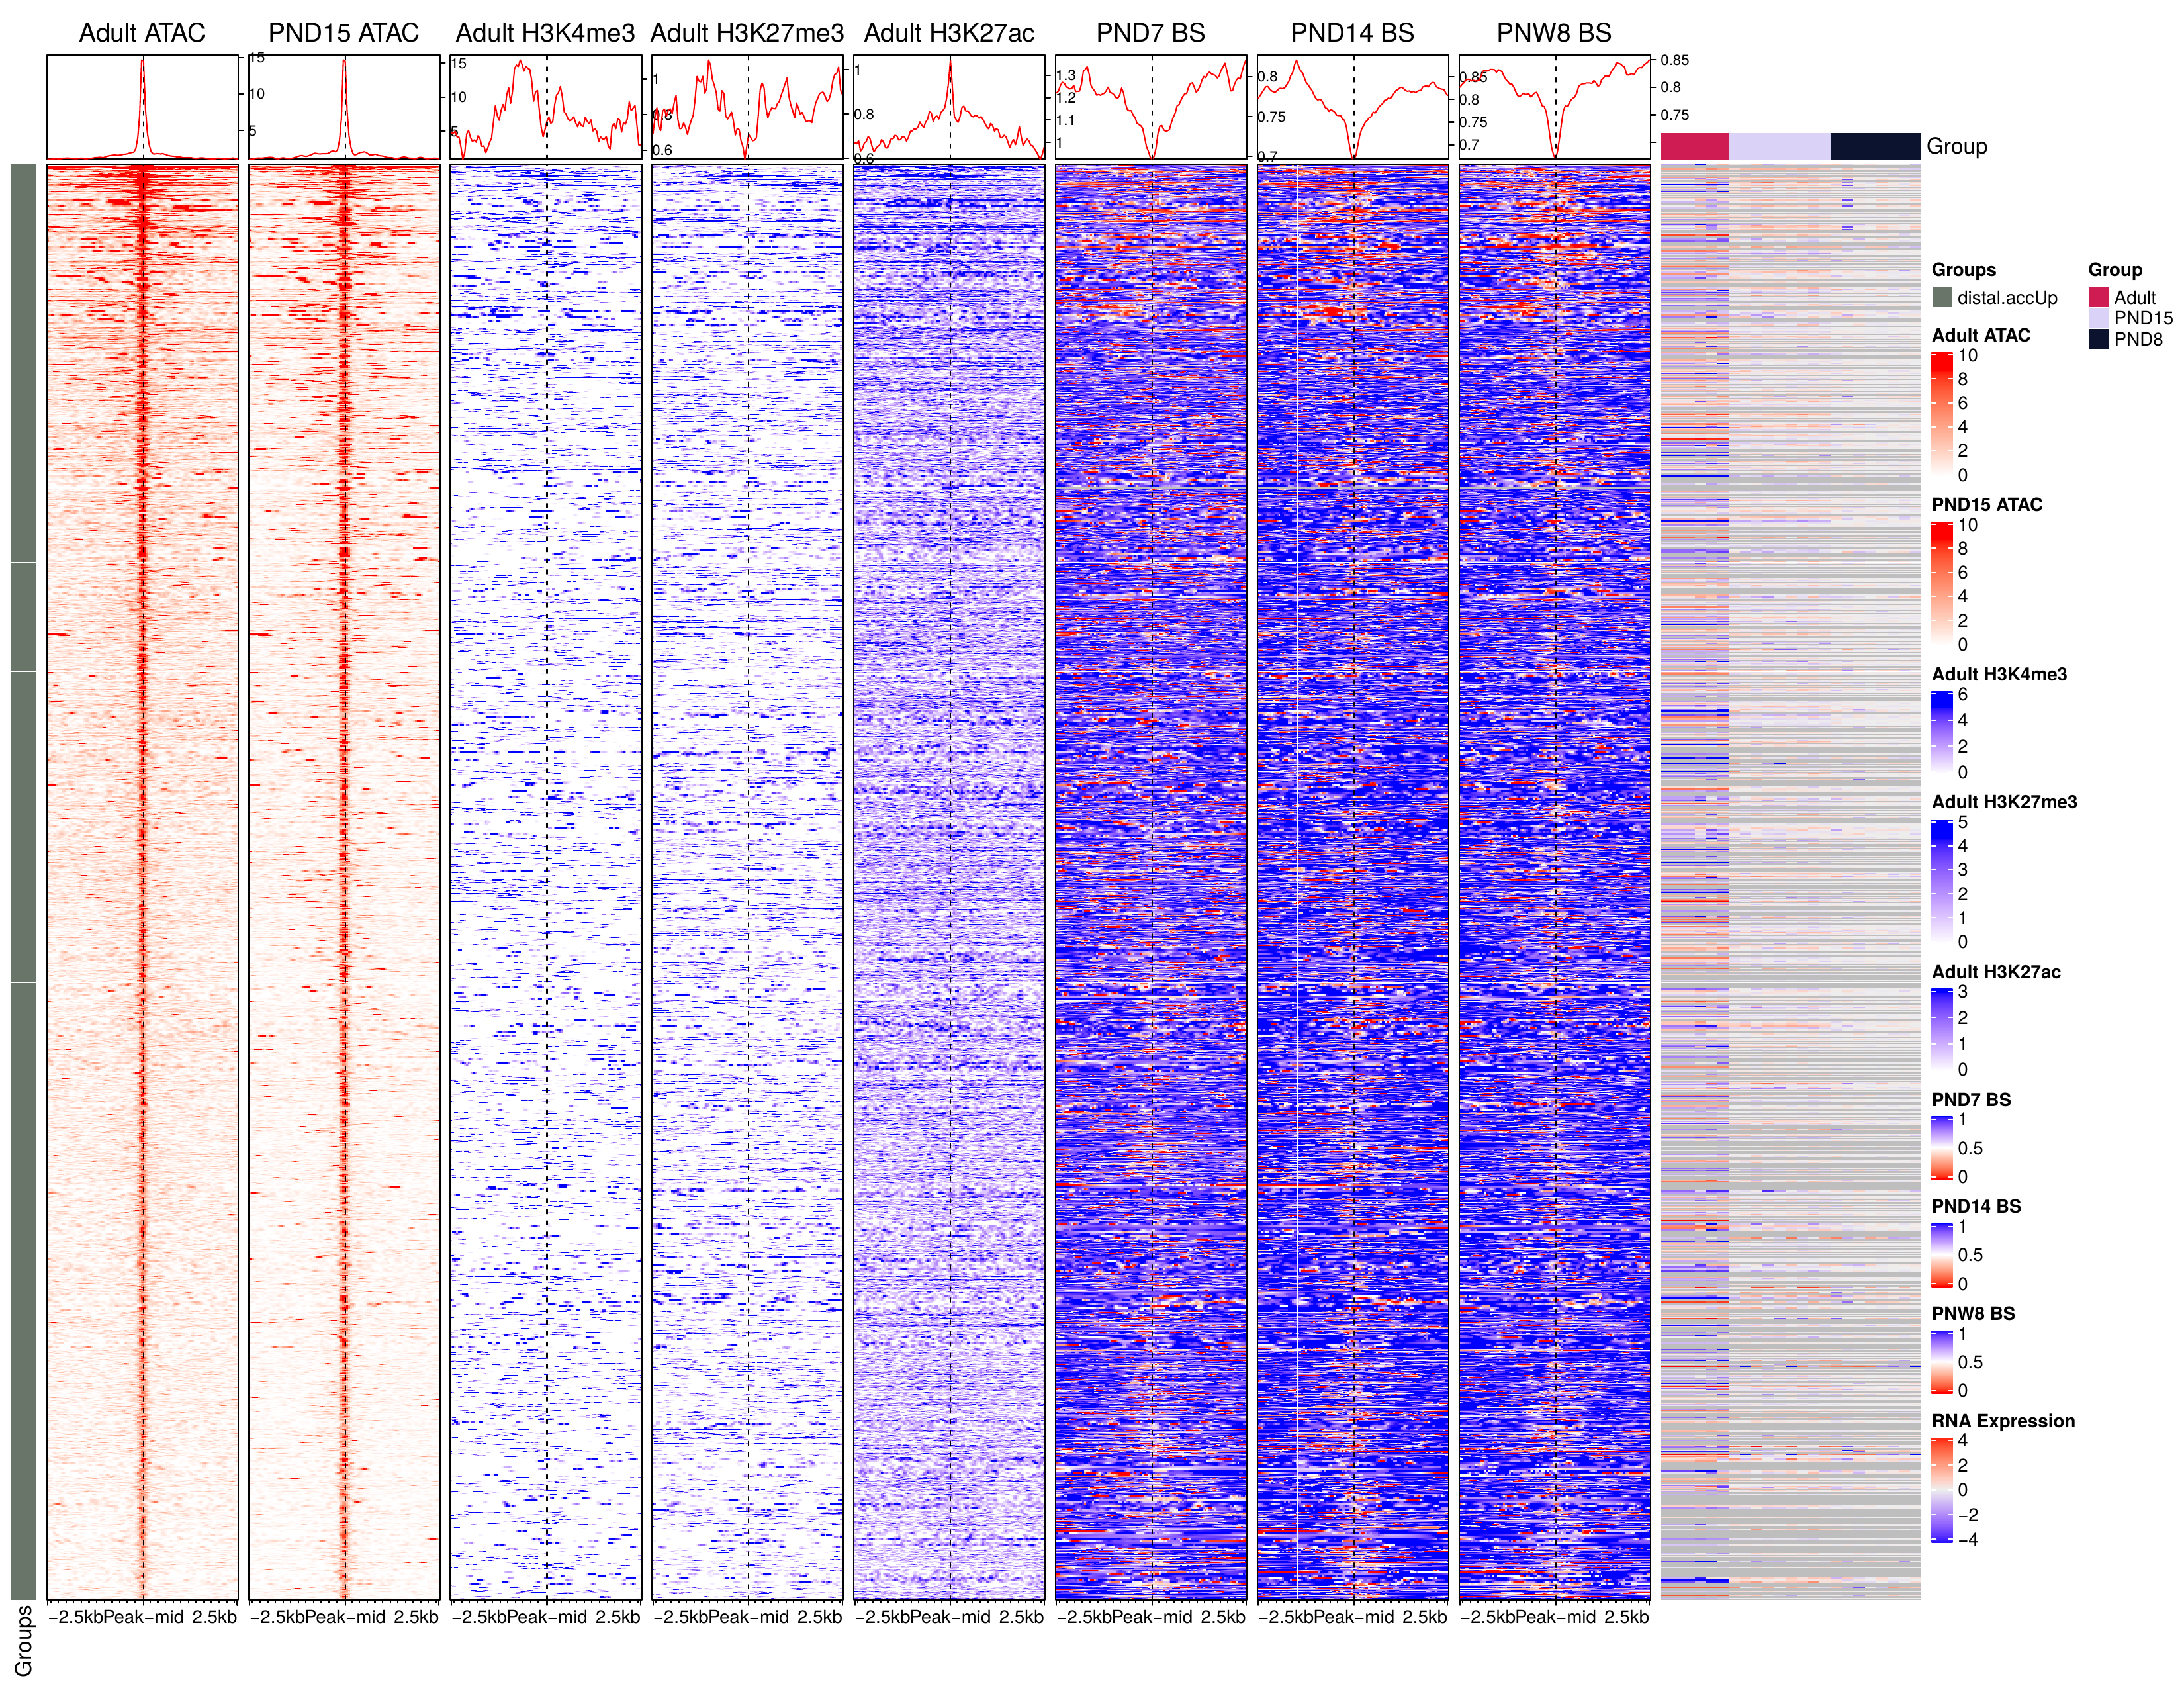 Adult ATAC
PND15 ATAC
Adult H3K4me3
Adult H3K27me3
Adult H3K27ac
PND7 BS
PND14 BS
PNW8 BS
15
10
5
15
10
5
1
0.8
0.6
1
0.8
0.6
1.3
1.2
1.1
1
0.8
0.75
0.7
0.85
0.8
0.75
0.7
0.85
0.8
0.75
Group
Groups
distal.accUp
Group
Adult
PND15
PND8
Adult ATAC
10
8
6
4
2
0
PND15 ATAC
10
8
6
4
2
0
Adult H3K4me3
6
4
2
0
Adult H3K27me3
5
4
3
2
1
0
Adult H3K27ac
3
2
1
0
PND7 BS
1
0.5
0
PND14 BS
1
0.5
0
PNW8 BS
1
0.5
0
RNA Expression
4
2
0
−2
−4
−2.5kbPeak−mid 2.5kb
−2.5kbPeak−mid 2.5kb
−2.5kbPeak−mid 2.5kb
−2.5kbPeak−mid 2.5kb
−2.5kbPeak−mid 2.5kb
−2.5kbPeak−mid 2.5kb
−2.5kbPeak−mid 2.5kb
−2.5kbPeak−mid 2.5kb
Groups